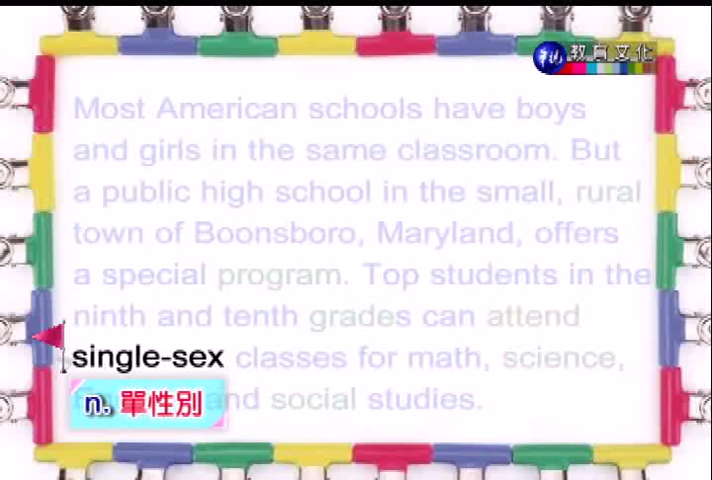 華視 教育文化
Most American schools have boys
and girls in the same classroom. But
a public high school in the small, rural
town of Boonsboro, Maryland, offers
a special program. Top students in the
ninth and tenth grades can attend
single-sex classes for math, science,
and social studies.
n. 單性別